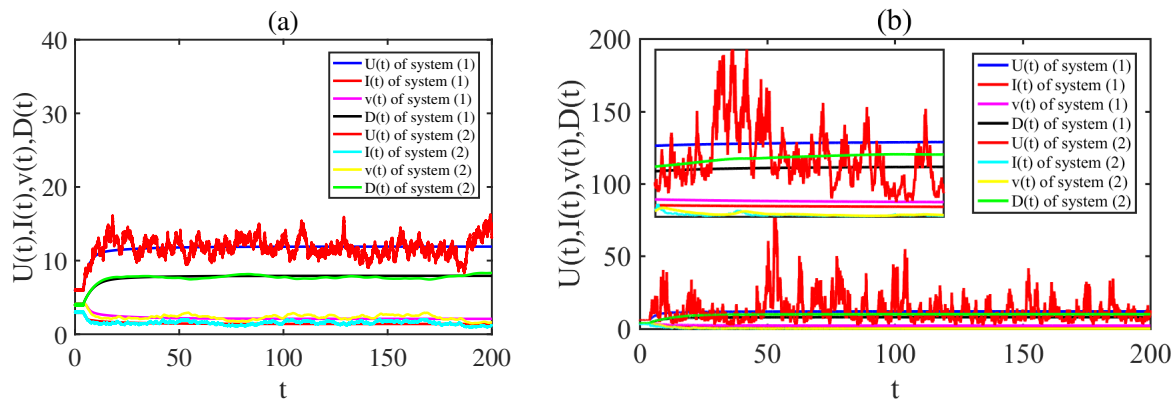 (a)
U(t),I(t),v(t),D(t)
40
30
20
10
0
0
50
100
150
200
t
U(t) of system (1)
I(t) of system (1)
v(t) of system (1)
D(t) of system (1)
U(t) of system (2)
I(t) of system (2)
v(t) of system (2)
D(t) of system (2)
(b)
U(t),I(t),v(t),D(t)
200
150
100
50
0
0
50
100
150
200
t
U(t) of system (1)
I(t) of system (1)
v(t) of system (1)
D(t) of system (1)
U(t) of system (2)
I(t) of system (2)
v(t) of system (2)
D(t) of system (2)